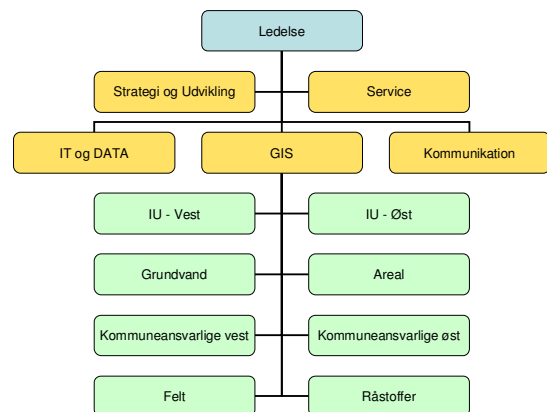 Ledelse
Strategi og Udvikling
Service
IT og DATA
GIS
Kommunikation
IU - Vest
IU - Øst
Grundvand
Areal
Kommuneansvarlige vest
Kommuneansvarlige øst
Felt
Råstoffer